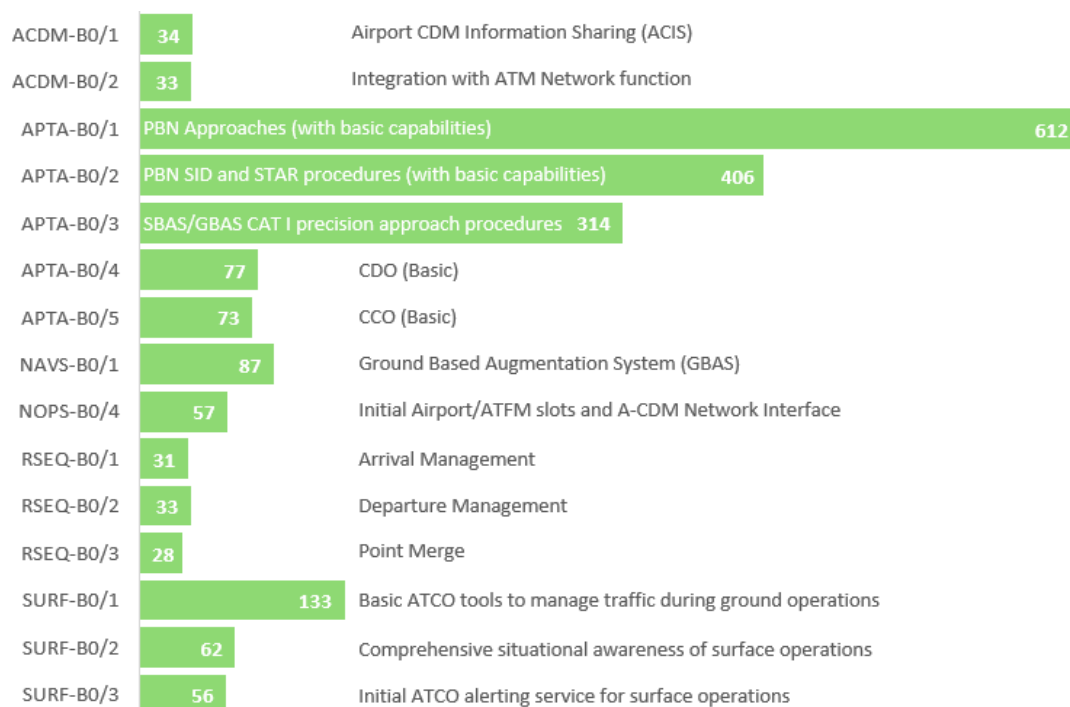 ACDM-B0/1 34 Airport CDM Information Sharing (ACIS)
ACDM-B0/2 33 Integration with ATM Network function
APTA-B0/1 PBN Approaches (with basic capabilities) 612
APTA-B0/2 PBN SID and STAR procedures (with basic capabilities) 406
APTA-B0/3 SBAS/GBAS CAT I precision approach procedures 314
APTA-B0/4 77 CDO (Basic)
APTA-B0/5 73 CCO (Basic)
NAVS-B0/1 87 Ground Based Augmentation System (GBAS)
NOPS-B0/4 57 Initial Airport/ATFM slots and A-CDM Network Interface
RSEQ-B0/1 31 Arrival Management
RSEQ-B0/2 33 Departure Management
RSEQ-B0/3 28 Point Merge
SURF-B0/1 133 Basic ATCO tools to manage traffic during ground operations
SURF-B0/2 62 Comprehensive situational awareness of surface operations
SURF-B0/3 56 Initial ATCO alerting service for surface operations